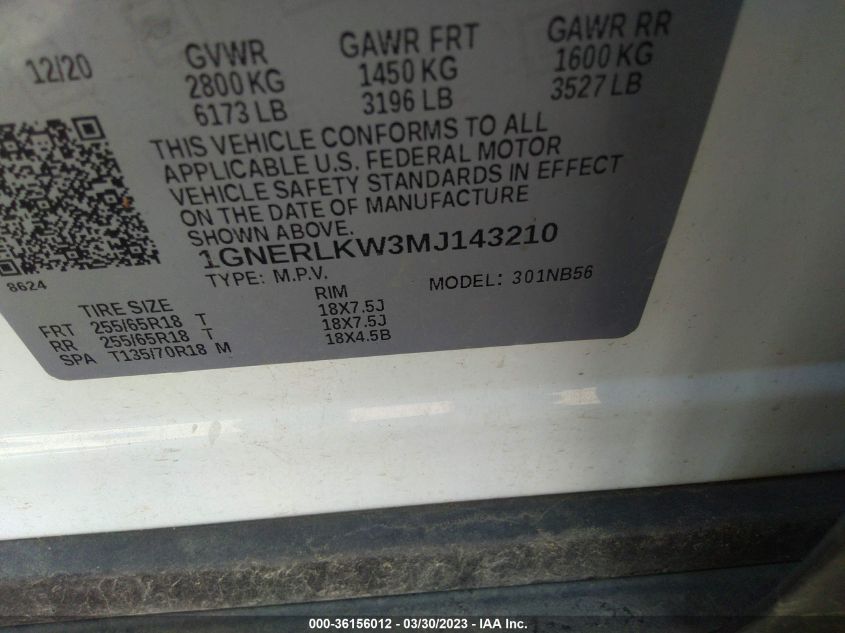 12/20 GVWR GAWR FRT GAWR RR
2800 KG 1450 KG 1600 KG
6173 LB 3196 LB 3527 LB
THIS VEHICLE CONFORMS TO ALL
APPLICABLE U.S. FEDERAL MOTOR
VEHICLE SAFETY STANDARDS IN EFFECT
ON THE DATE OF MANUFACTURE
SHOWN ABOVE.
1GNERLKW3MJ143210
8624 TYPE: M.P.V. MODEL: 301NB56
TIRE SIZE RIM
FRT 255/65R18 T 18X7.5J
RR 255/65R18 T 18X7.5J
SPA T135/70R18 M 18X4.5B
000-36156012 - 03/30/2023 - IAA Inc.